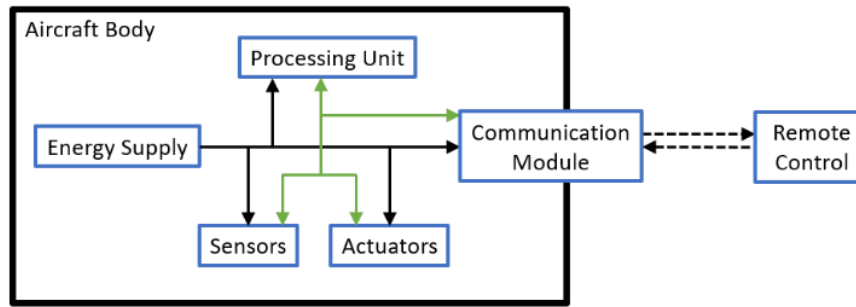 Aircraft Body
Processing Unit
Energy Supply
Communication
Module
Remote
Control
Sensors
Actuators